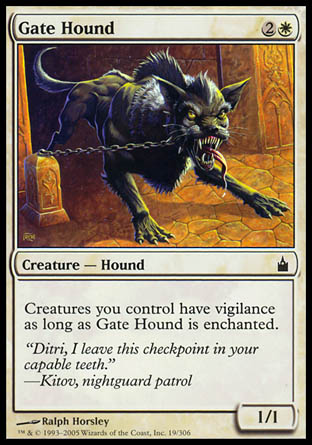 Gate Hound 2
Creature — Hound
Creatures you control have vigilance
as long as Gate Hound is enchanted.
"Ditri, I leave this checkpoint in your
capable teeth."
—Kitov, nightguard patrol
Ralph Horsley
™ & © 1993–2005 Wizards of the Coast, Inc. 19/306
1/1